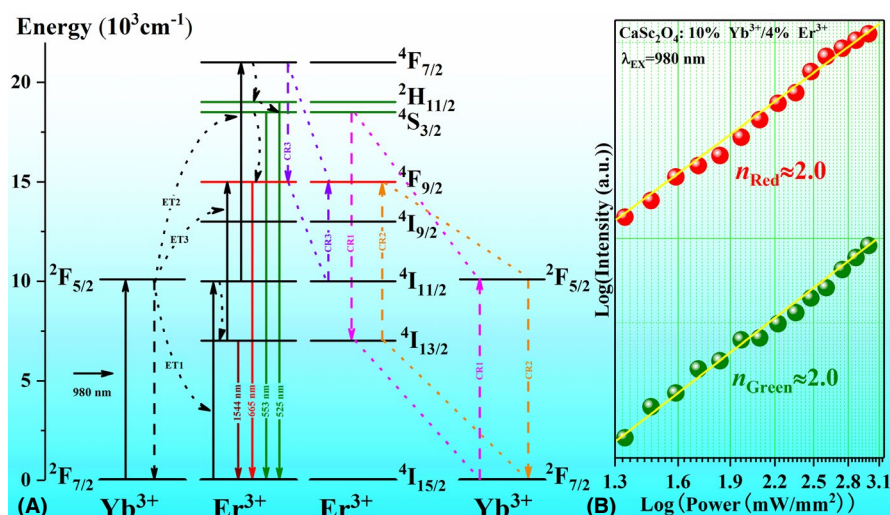 Energy (10³cm⁻¹)
20
15
10
5
0
²F₅/₂
²F₇/₂
980 nm
ET2
ET3
ET1
1544 nm
665 nm
553 nm
525 nm
CR3
CR3
CR1
CR2
CR1
CR2
⁴F₇/₂
²H₁₁/₂
⁴S₃/₂
⁴F₉/₂
⁴I₉/₂
⁴I₁₁/₂
⁴I₁₃/₂
⁴I₁₅/₂
²F₅/₂
²F₇/₂
(A)
Yb³⁺
Er³⁺
Er³⁺
Yb³⁺
CaSc₂O₄: 10% Yb³⁺/4% Er³⁺
λEX=980 nm
nRed≈2.0
nGreen≈2.0
Log(Intensity (a.u.))
1.3 1.6 1.9 2.2 2.5 2.8 3.1
(B)
Log(Power (mW/mm²)